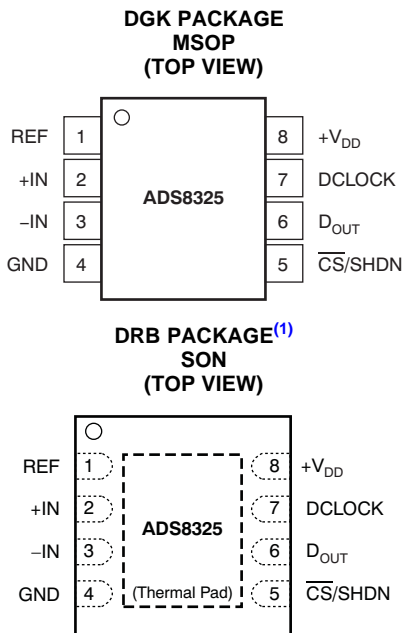 DGK PACKAGE
MSOP
(TOP VIEW)
REF 1 8 +VDD
+IN 2 7 DCLOCK
ADS8325
–IN 3 6 DOUT
GND 4 5 C̅S̅/SHDN
DRB PACKAGE(1)
SON
(TOP VIEW)
REF 1 8 +VDD
+IN 2 7 DCLOCK
ADS8325
–IN 3 6 DOUT
GND 4 (Thermal Pad) 5 C̅S̅/SHDN